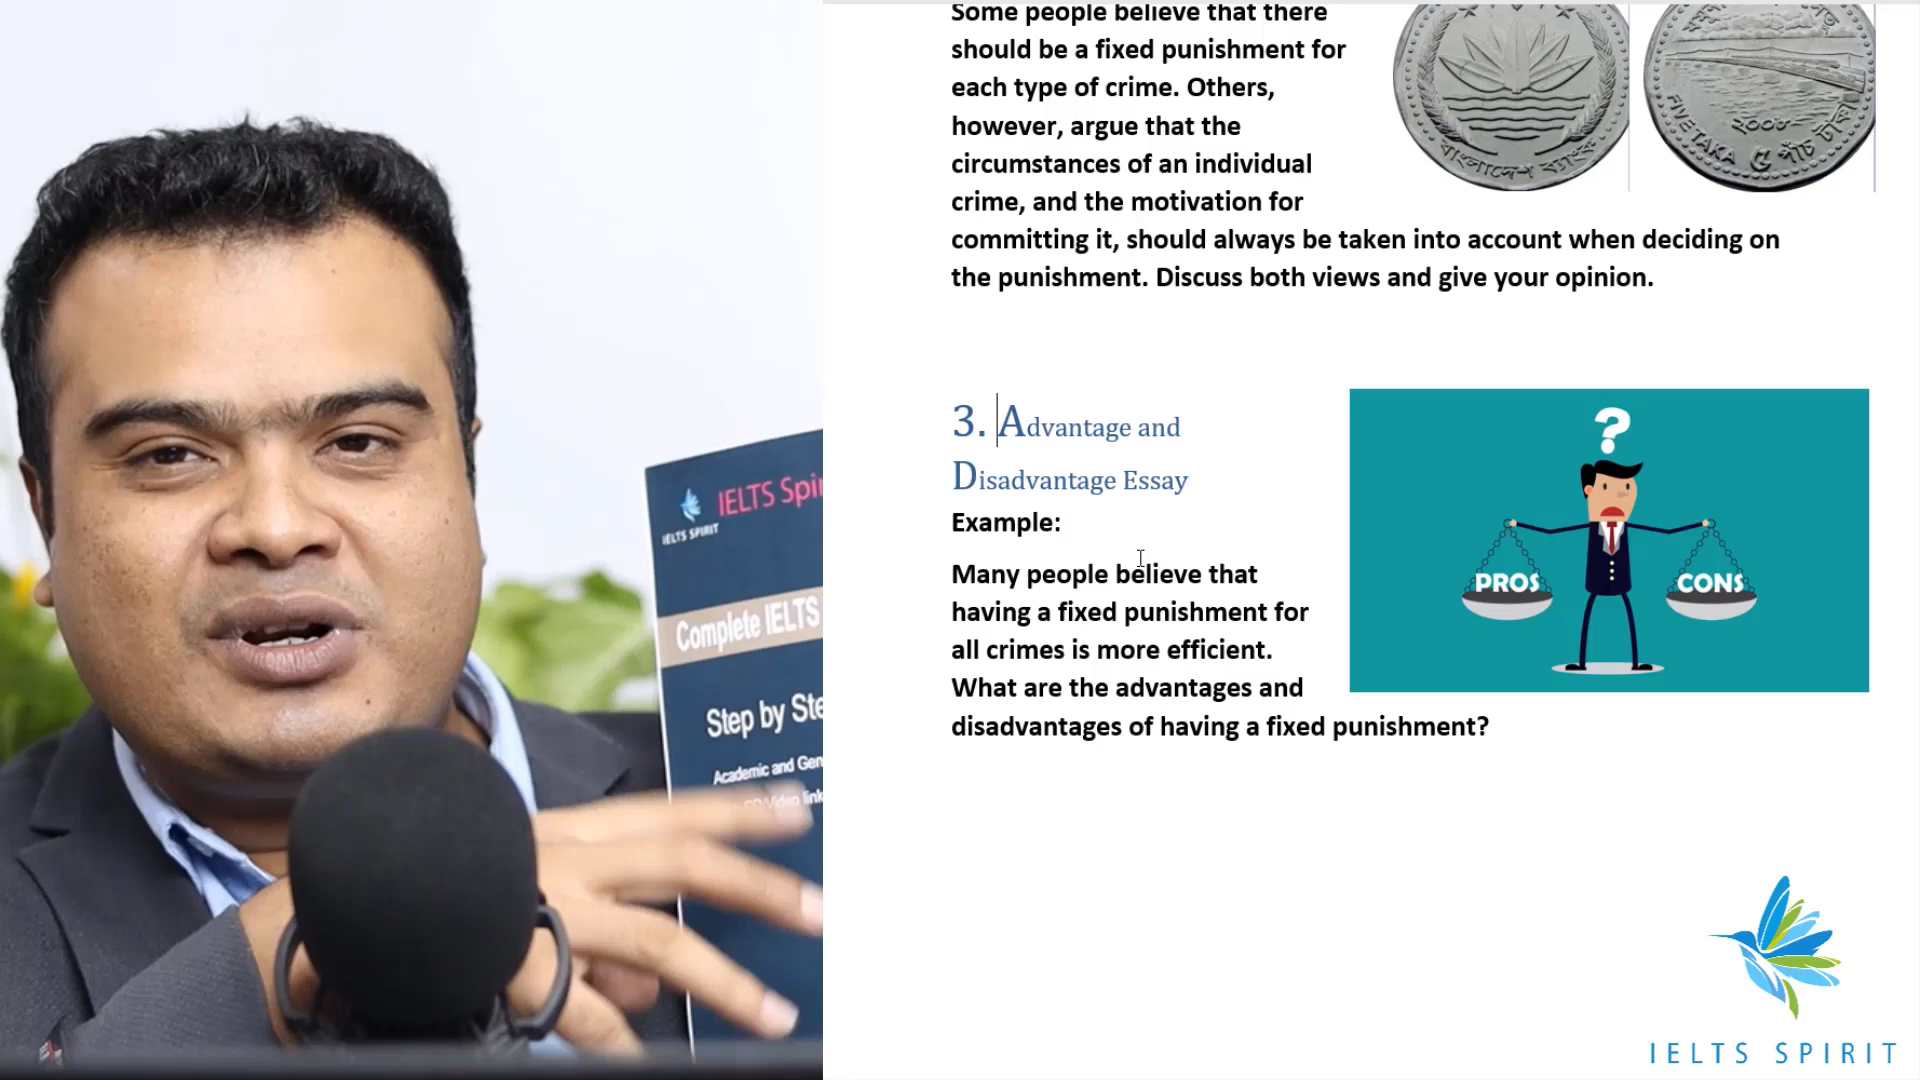 Some people believe that there
should be a fixed punishment for
each type of crime. Others,
however, argue that the
circumstances of an individual
crime, and the motivation for
committing it, should always be taken into account when deciding on
the punishment. Discuss both views and give your opinion.
বাংলাদেশ ব্যাংক
FIVE TAKA ৫ পাঁচ টাকা
২০০৮
3. Advantage and
Disadvantage Essay
Example:
Many people believe that
having a fixed punishment for
all crimes is more efficient.
What are the advantages and
disadvantages of having a fixed punishment?
?
PROS
CONS
IELTS SPIRIT
IELTS
Complete IELTS
Step by
Academic and
IELTS SPIRIT